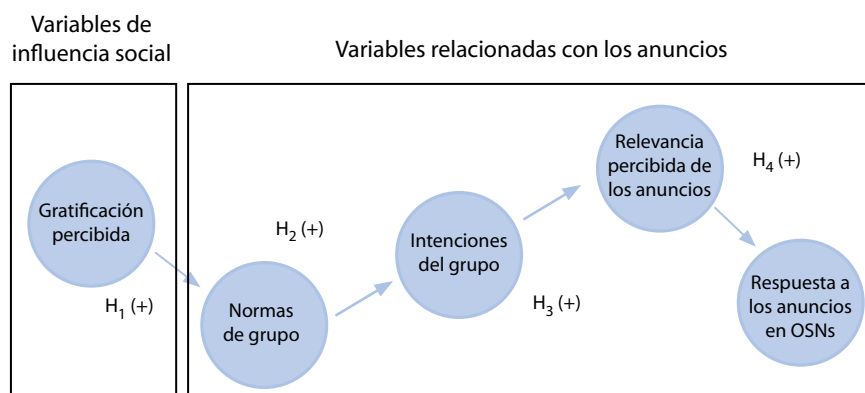 Variables de
influencia social
Variables relacionadas con los anuncios
Gratificación
percibida
H₁ (+)
Normas
de grupo
H₂ (+)
Intenciones
del grupo
H₃ (+)
Relevancia
percibida de
los anuncios
H₄ (+)
Respuesta a
los anuncios
en OSNs